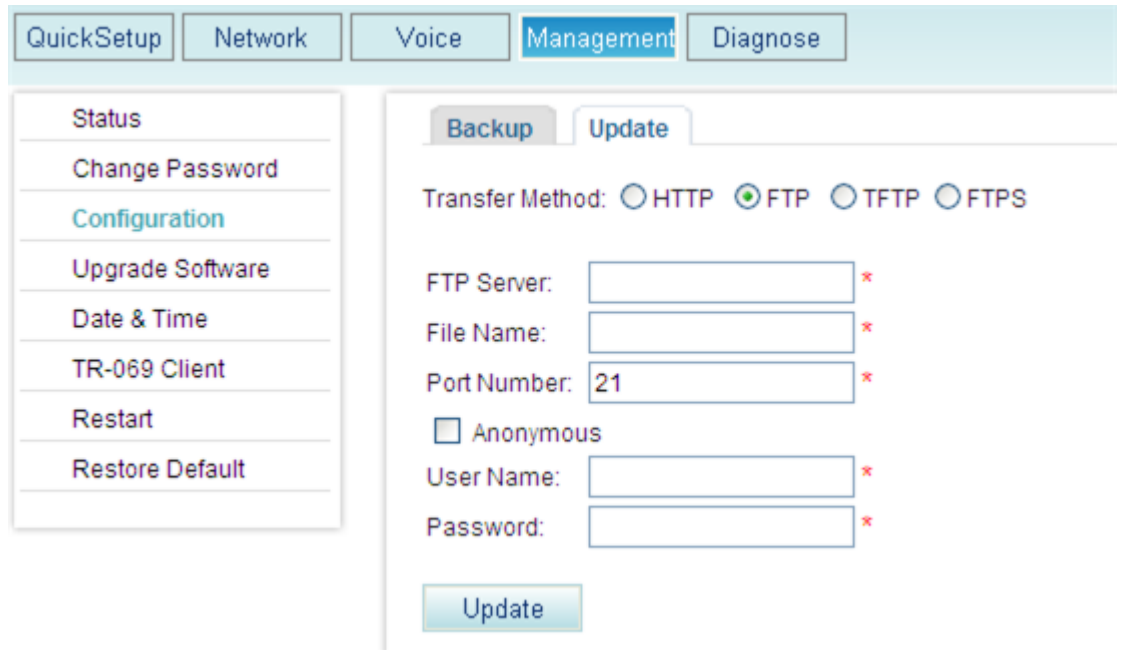 QuickSetup Network Voice Management Diagnose
Status
Change Password
Configuration
Upgrade Software
Date & Time
TR-069 Client
Restart
Restore Default
Backup Update
Transfer Method: HTTP FTP TFTP FTPS
FTP Server: *
File Name: *
Port Number: 21 *
Anonymous
User Name: *
Password: *
Update